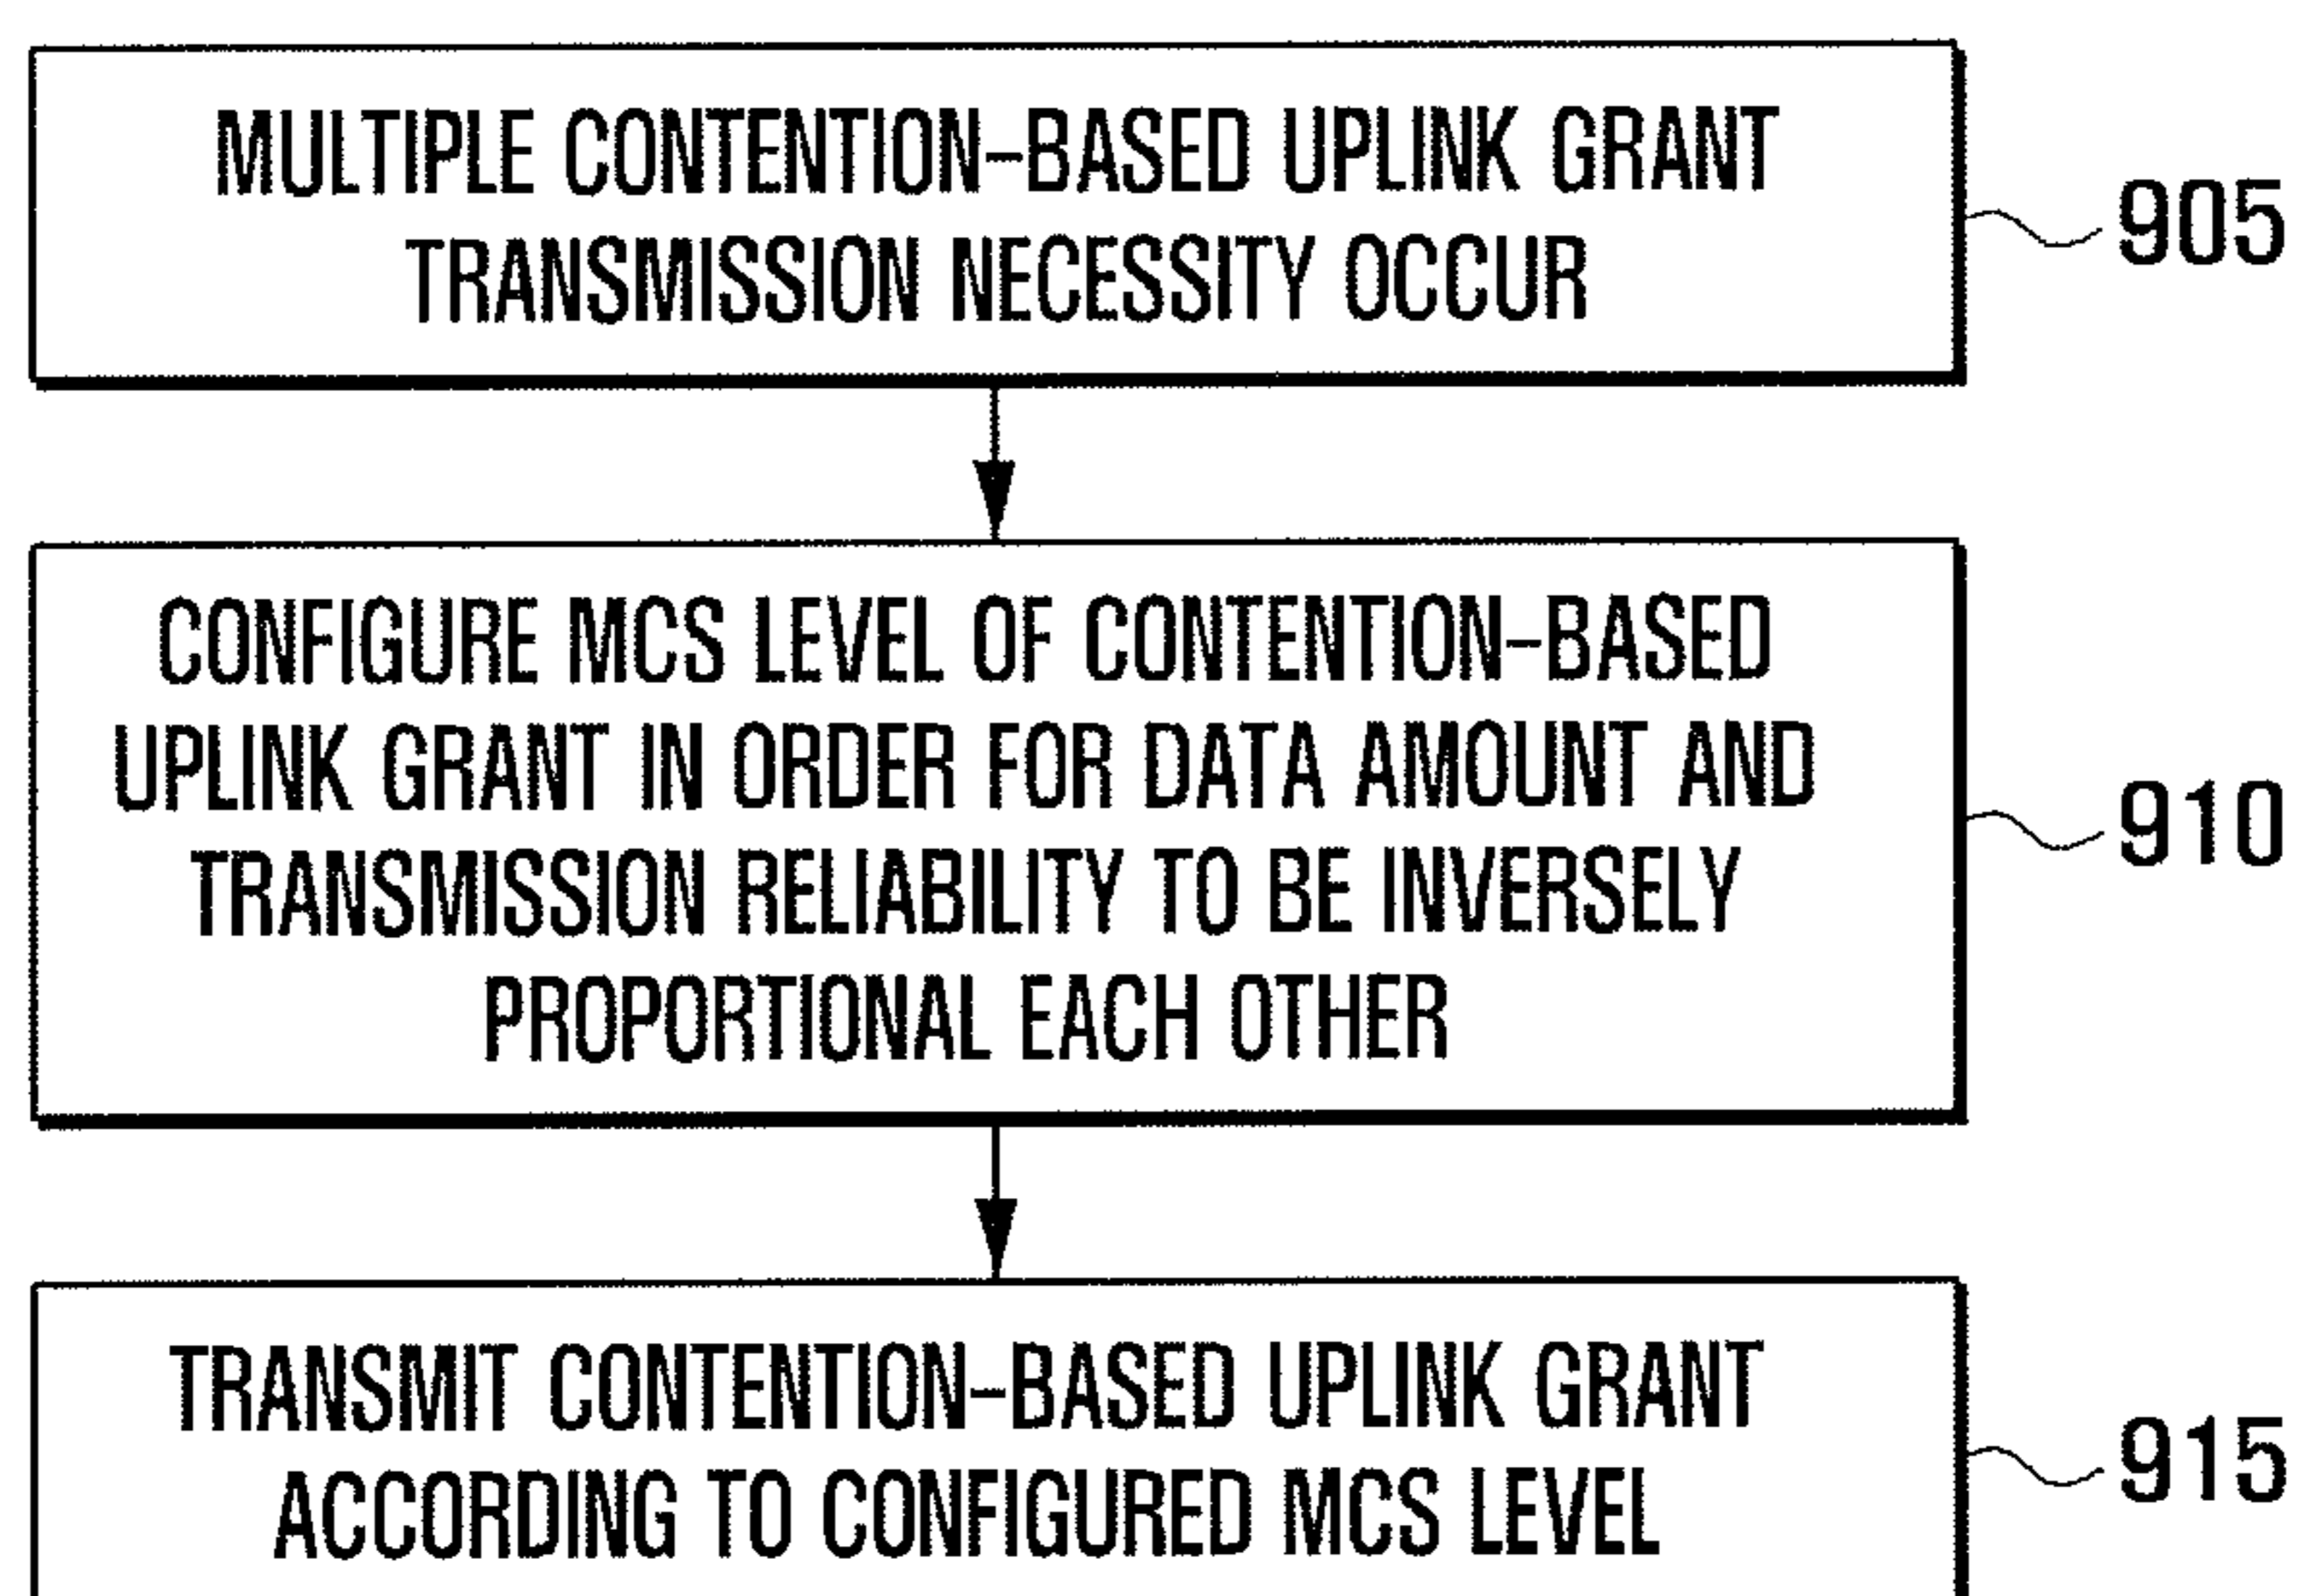 MULTIPLE CONTENTION-BASED UPLINK GRANT
TRANSMISSION NECESSITY OCCUR
905
CONFIGURE MCS LEVEL OF CONTENTION-BASED
UPLINK GRANT IN ORDER FOR DATA AMOUNT AND
TRANSMISSION RELIABILITY TO BE INVERSELY
PROPORTIONAL EACH OTHER
910
TRANSMIT CONTENTION-BASED UPLINK GRANT
ACCORDING TO CONFIGURED MCS LEVEL
915